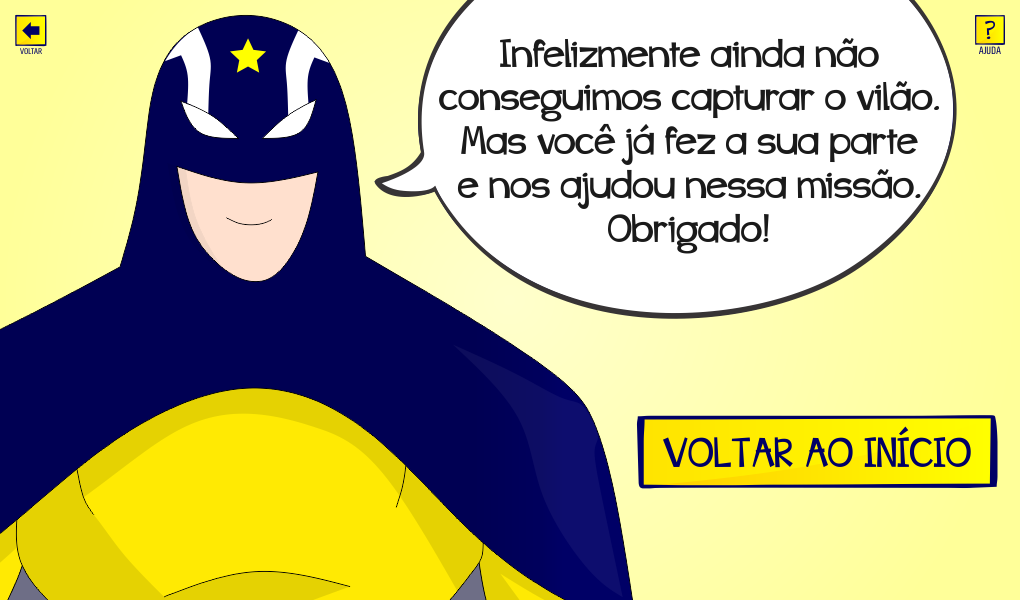 VOLTAR
?
AJUDA
Infelizmente ainda não
conseguimos capturar o vilão.
Mas você já fez a sua parte
e nos ajudou nessa missão.
Obrigado!
VOLTAR AO INÍCIO